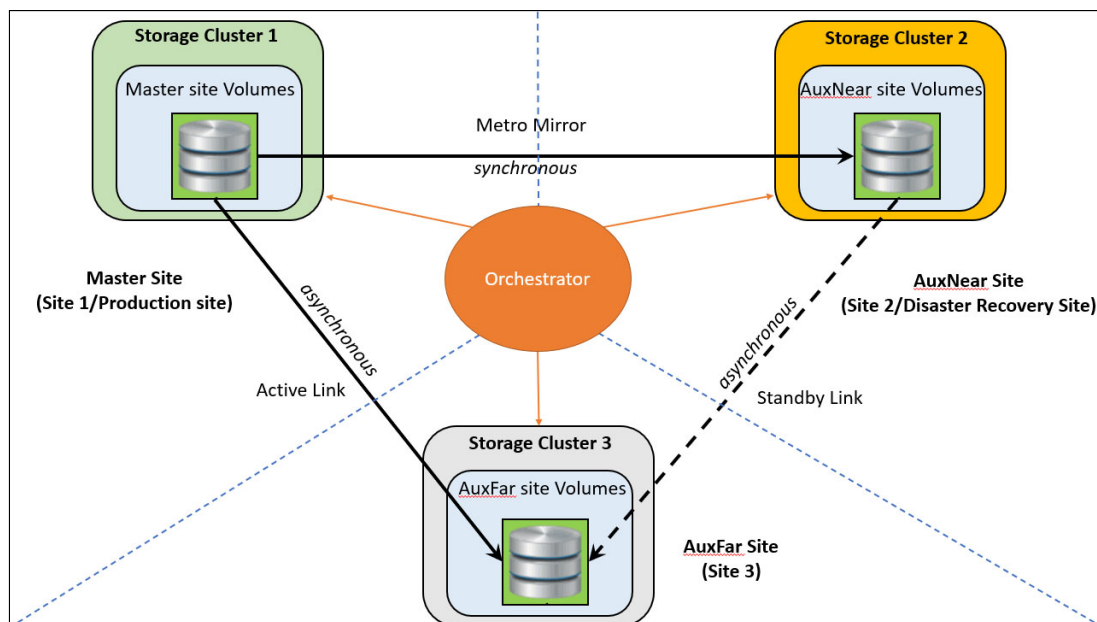 Storage Cluster 1
Master site Volumes
Storage Cluster 2
AuxNear site Volumes
Metro Mirror
synchronous
Orchestrator
Master Site
(Site 1/Production site)
AuxNear Site
(Site 2/Disaster Recovery Site)
asynchronous
Active Link
asynchronous
Standby Link
Storage Cluster 3
AuxFar site Volumes
AuxFar Site
(Site 3)